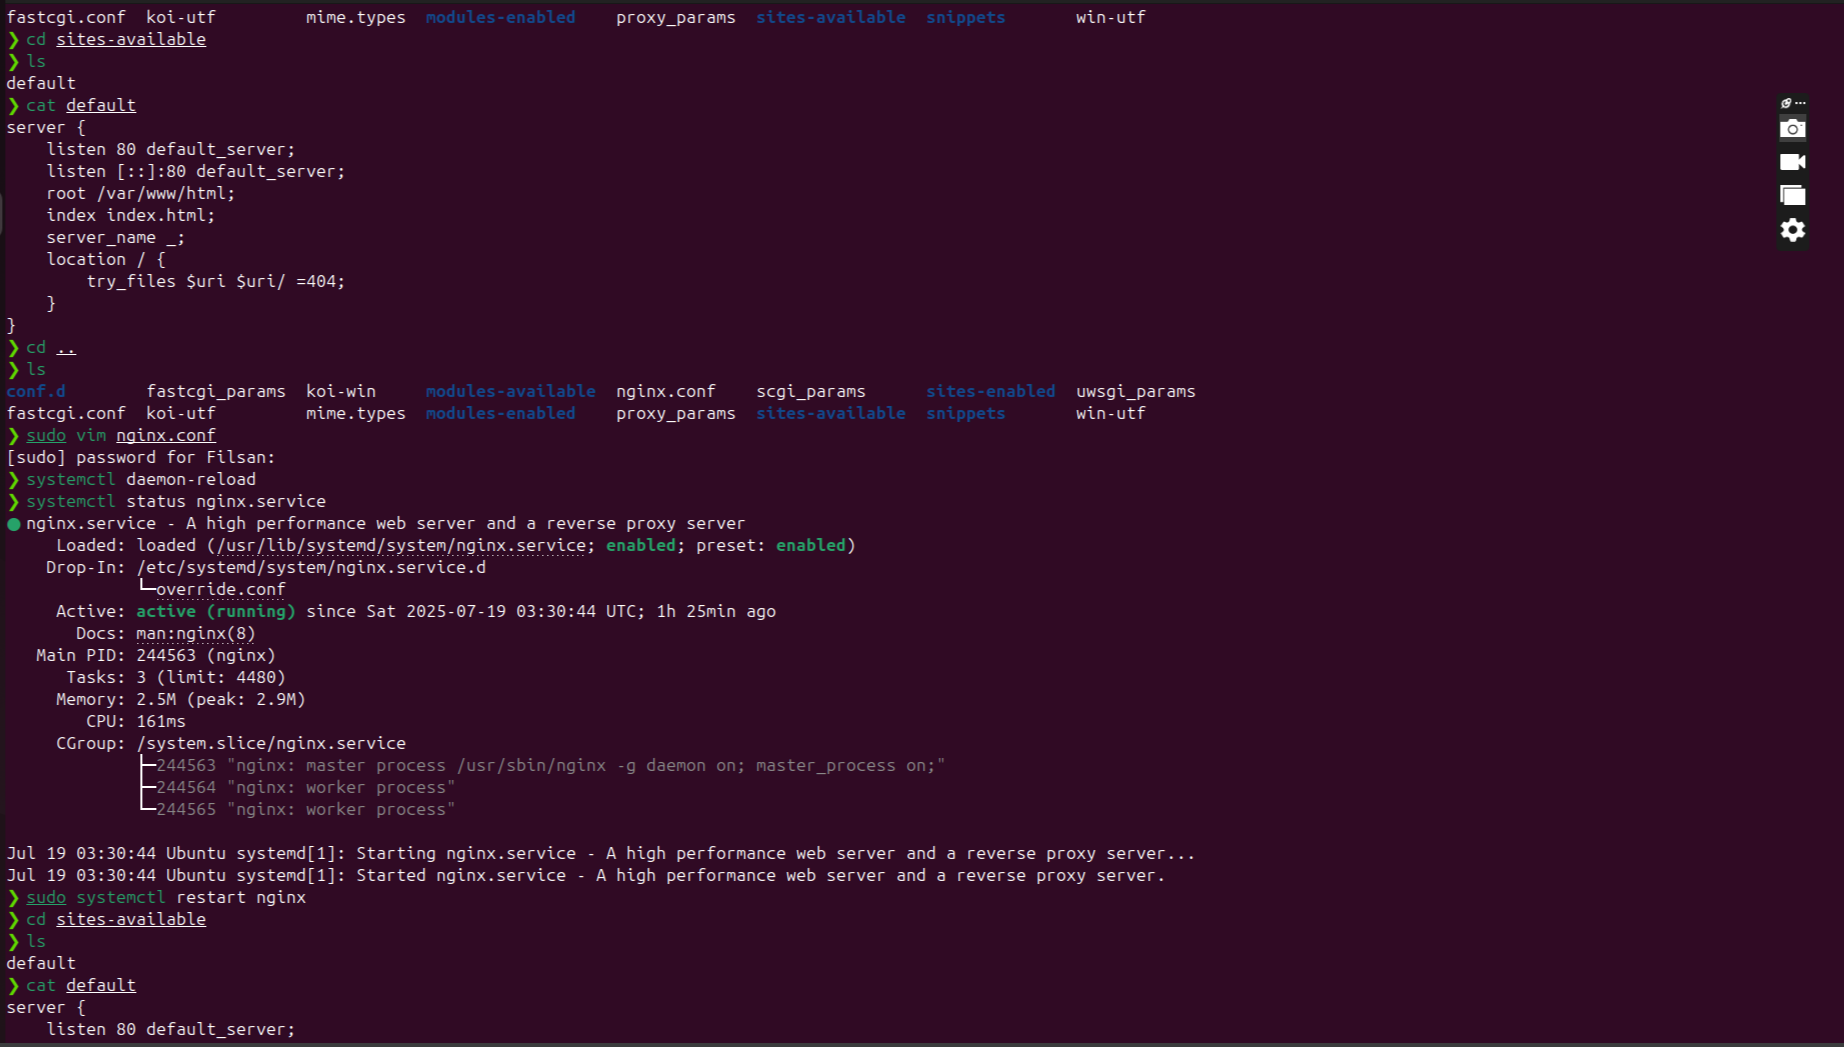 fastcgi.conf  koi-utf         mime.types  modules-enabled    proxy_params  sites-available  snippets       win-utf
❯ cd sites-available
❯ ls
default
❯ cat default
server {
    listen 80 default_server;
    listen [::]:80 default_server;
    root /var/www/html;
    index index.html;
    server_name _;
    location / {
        try_files $uri $uri/ =404;
    }
}
❯ cd ..
❯ ls
conf.d        fastcgi_params  koi-win     modules-available  nginx.conf    scgi_params      sites-enabled  uwsgi_params
fastcgi.conf  koi-utf         mime.types  modules-enabled    proxy_params  sites-available  snippets       win-utf
❯ sudo vim nginx.conf
[sudo] password for Filsan:
❯ systemctl daemon-reload
❯ systemctl status nginx.service
● nginx.service - A high performance web server and a reverse proxy server
     Loaded: loaded (/usr/lib/systemd/system/nginx.service; enabled; preset: enabled)
    Drop-In: /etc/systemd/system/nginx.service.d
             └─override.conf
     Active: active (running) since Sat 2025-07-19 03:30:44 UTC; 1h 25min ago
       Docs: man:nginx(8)
   Main PID: 244563 (nginx)
      Tasks: 3 (limit: 4480)
     Memory: 2.5M (peak: 2.9M)
        CPU: 161ms
     CGroup: /system.slice/nginx.service
             ├─244563 "nginx: master process /usr/sbin/nginx -g daemon on; master_process on;"
             ├─244564 "nginx: worker process"
             └─244565 "nginx: worker process"

Jul 19 03:30:44 Ubuntu systemd[1]: Starting nginx.service - A high performance web server and a reverse proxy server...
Jul 19 03:30:44 Ubuntu systemd[1]: Started nginx.service - A high performance web server and a reverse proxy server.
❯ sudo systemctl restart nginx
❯ cd sites-available
❯ ls
default
❯ cat default
server {
    listen 80 default_server;